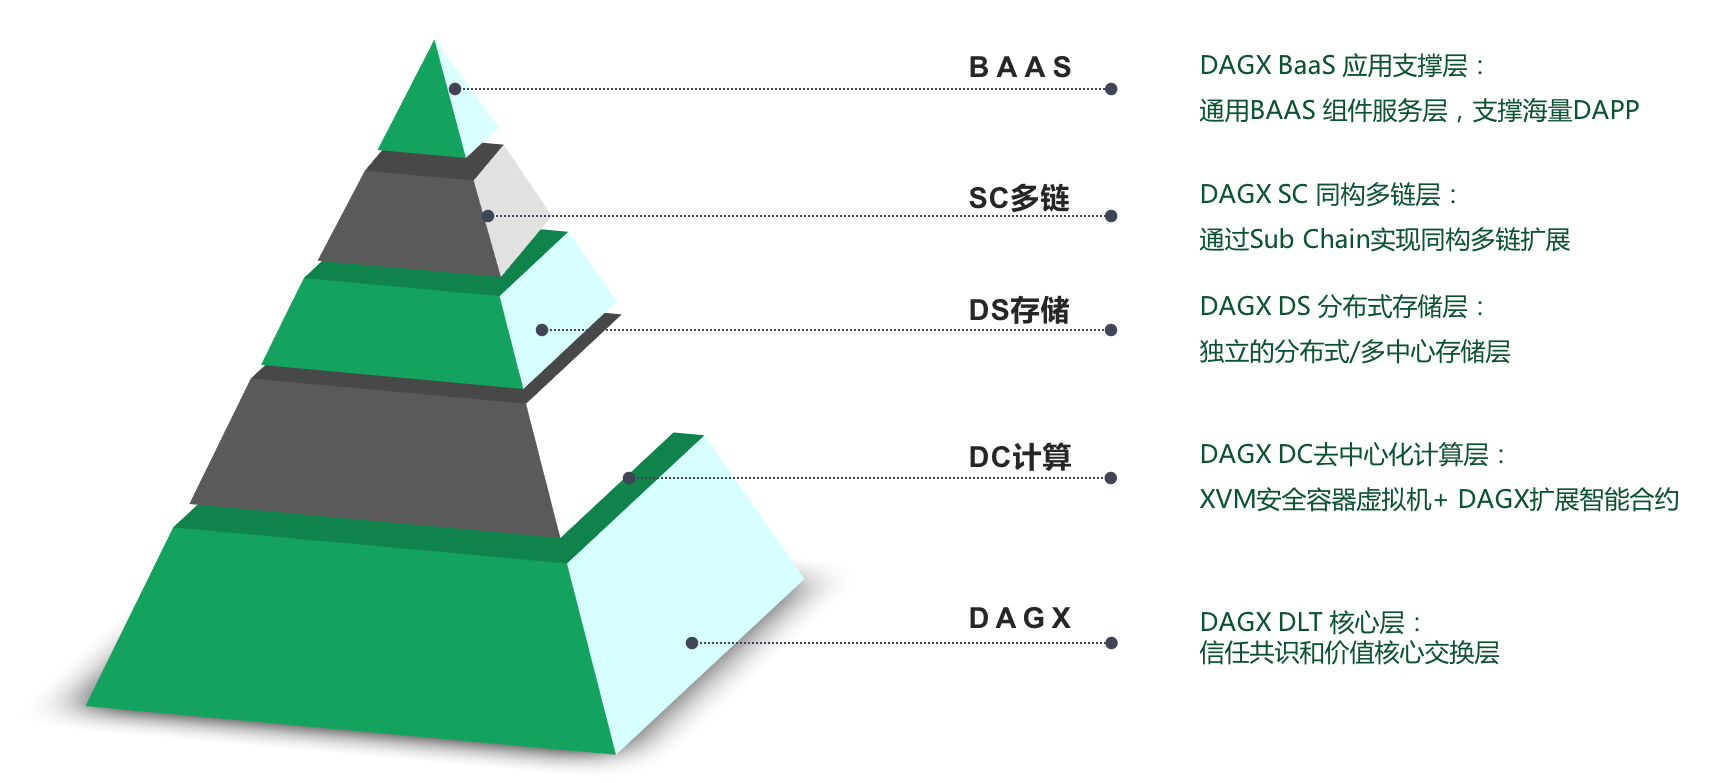 BAAS
DAGX BaaS 应用支撑层：
通用BAAS 组件服务层，支撑海量DAPP
SC多链
DAGX SC 同构多链层：
通过Sub Chain实现同构多链扩展
DS存储
DAGX DS 分布式存储层：
独立的分布式/多中心存储层
DC计算
DAGX DC去中心化计算层：
XVM安全容器虚拟机+ DAGX扩展智能合约
DAGX
DAGX DLT 核心层：
信任共识和价值核心交换层